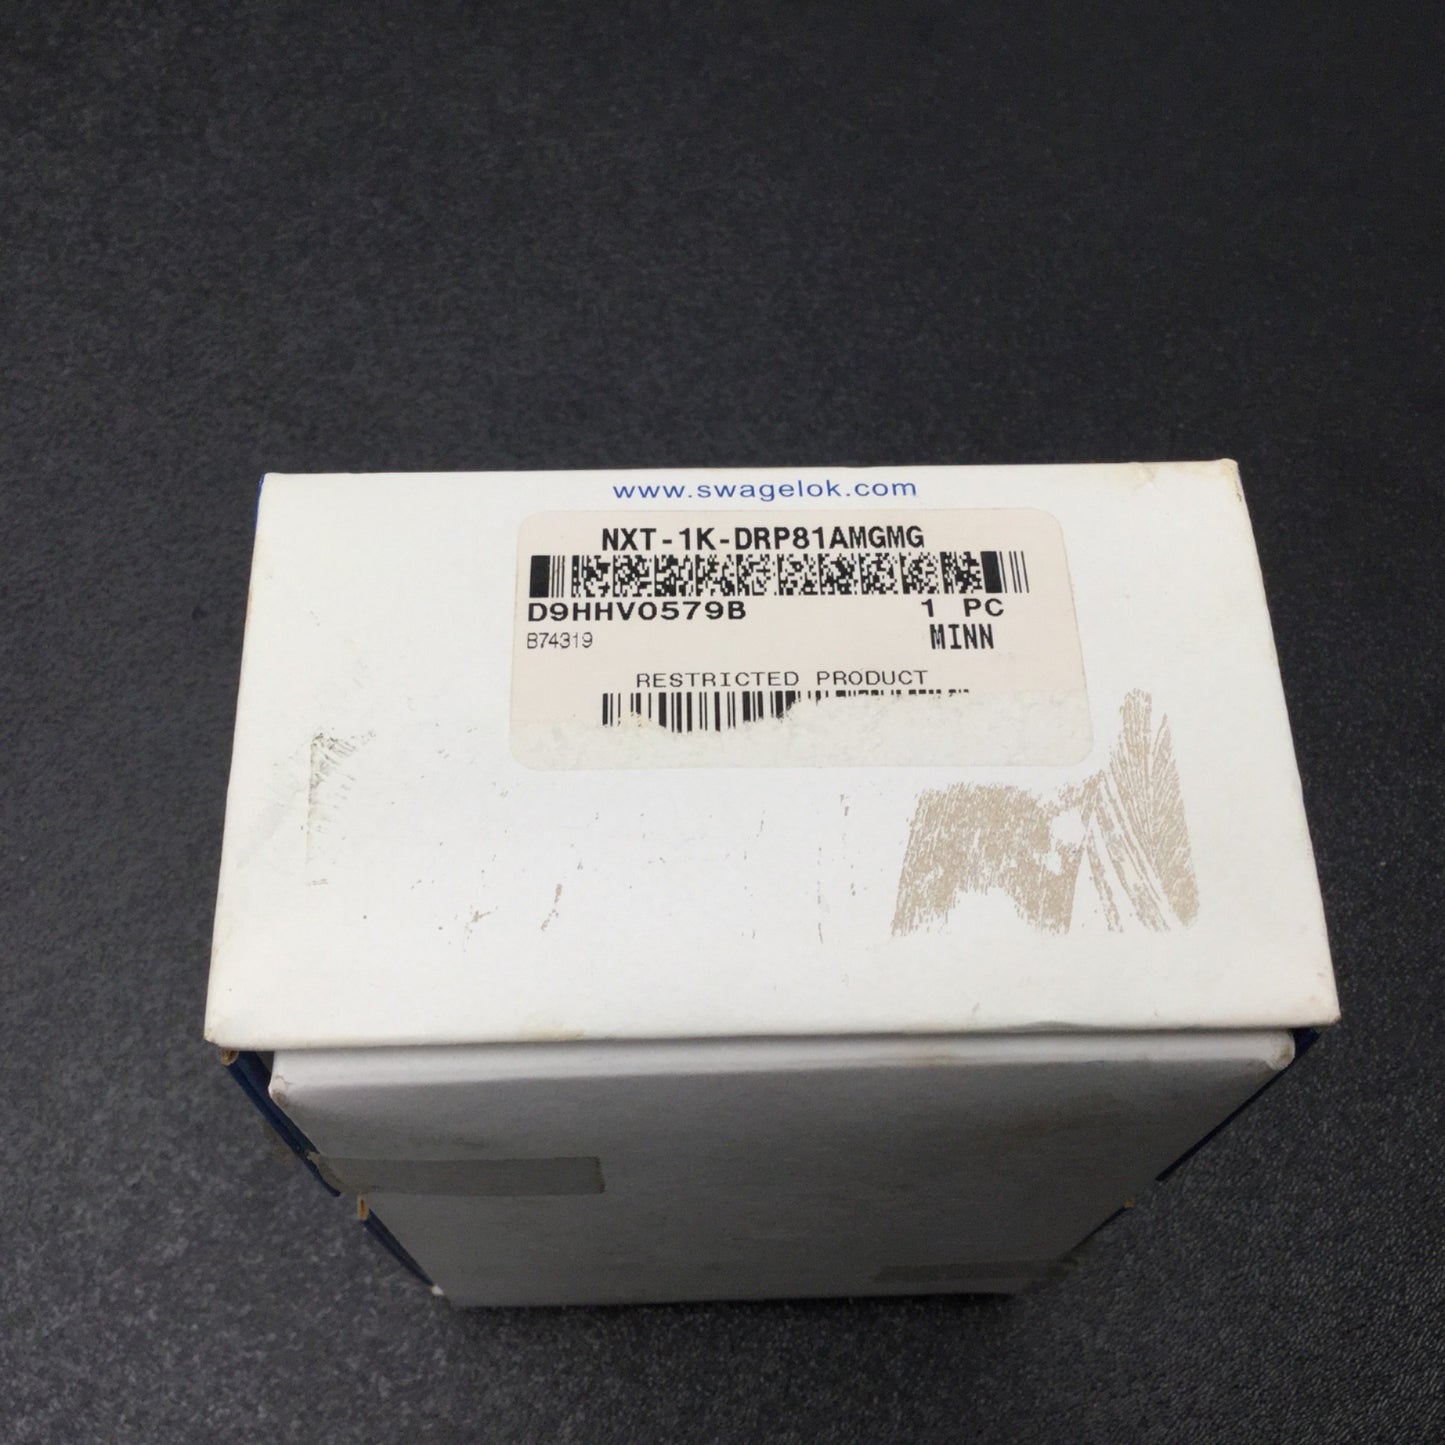 www.swagelok.com
NXT-1K-DRP81AMGMG
D9HHV0579B 1 PC
B74319 MINN
RESTRICTED PRODUCT